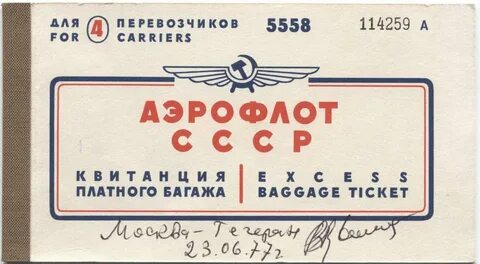 ДЛЯ 4 ПЕРЕВОЗЧИКОВ 5558 114259 А
FOR CARRIERS
АЭРОФЛОТ
СССР
КВИТАНЦИЯ EXCESS
ПЛАТНОГО БАГАЖА BAGGAGE TICKET
Москва - Тегеран
23.06.77г